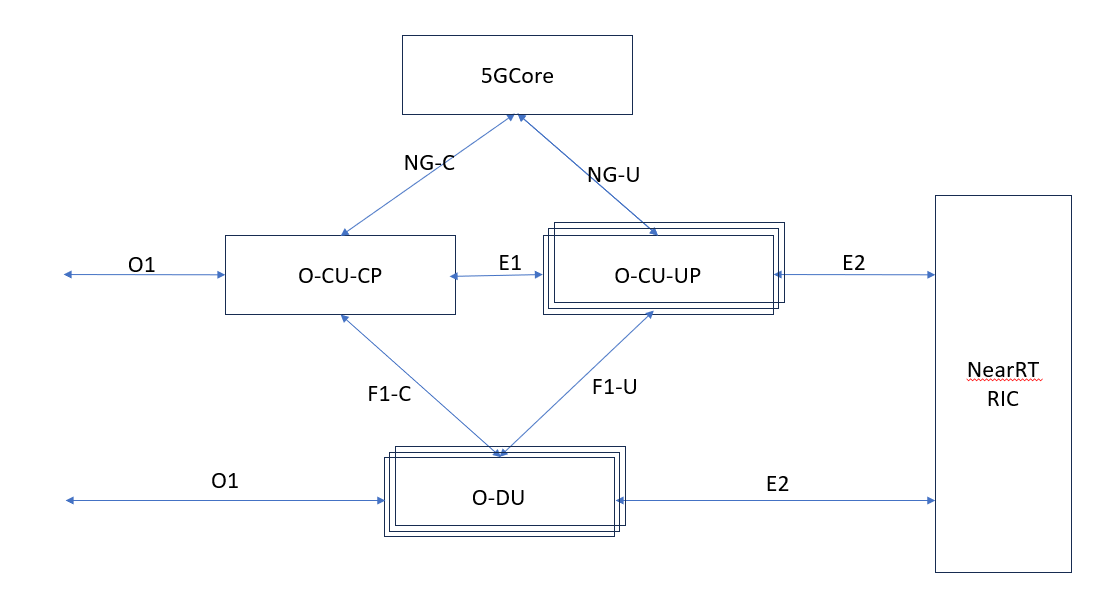 5GCore
NG-C
NG-U
O1
O-CU-CP
E1
O-CU-UP
E2
NearRT
RIC
F1-C
F1-U
O1
O-DU
E2